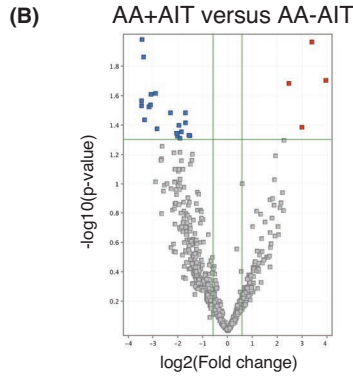 (B)
AA+AIT versus AA-AIT
-log10(p-value)
1.8
1.6
1.4
1.2
1
0.8
0.6
0.4
0.2
-4 -3 -2 -1 0 1 2 3 4
log2(Fold change)